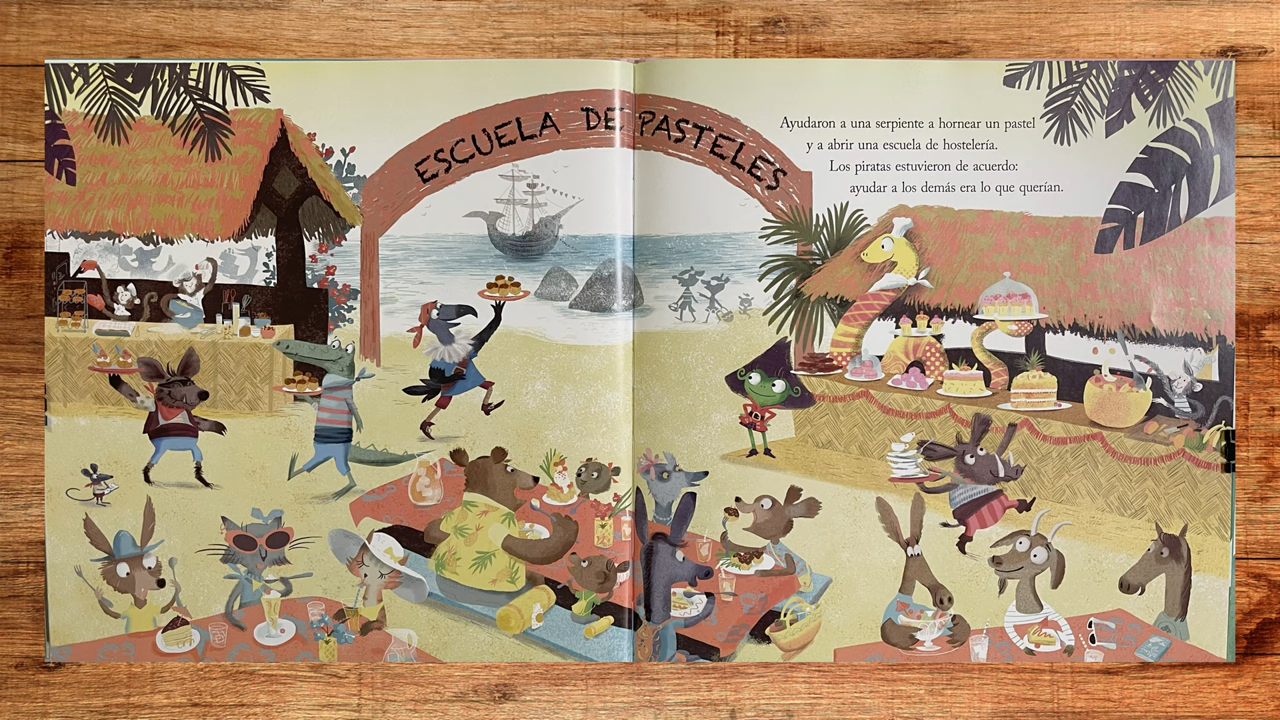 ESCUELA DE PASTELES
Ayudaron a una serpiente a hornear un pastel
y a abrir una escuela de hostelería.
Los piratas estuvieron de acuerdo:
ayudar a los demás era lo que querían.